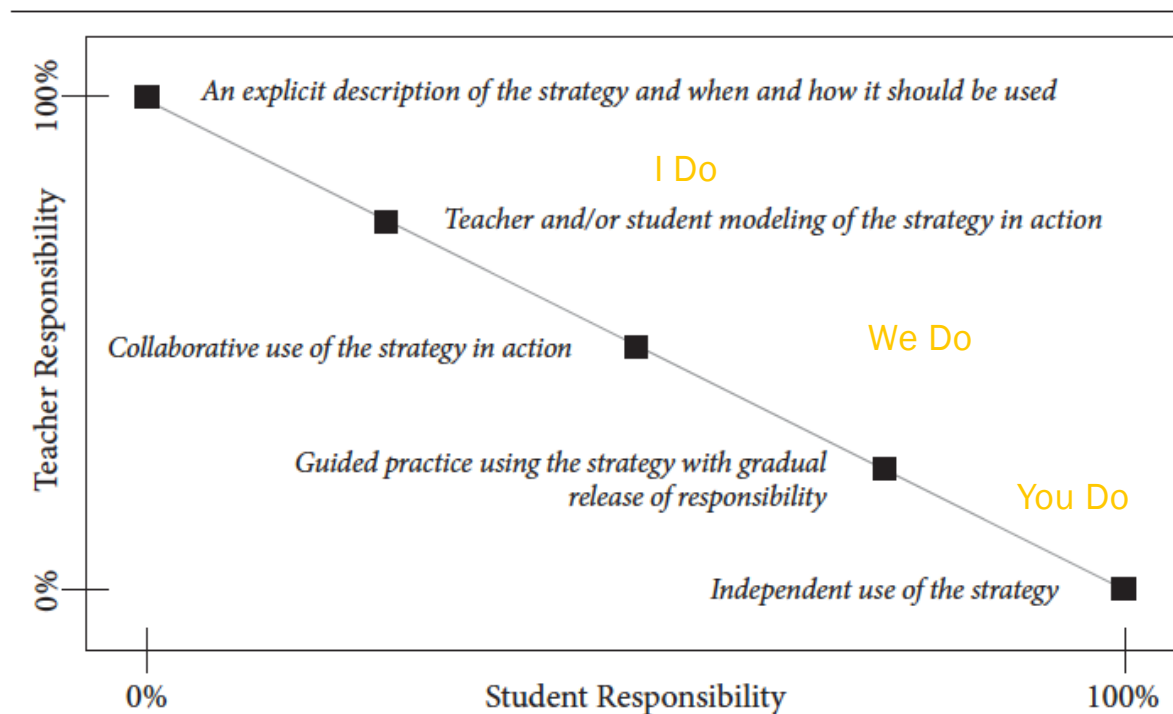 100%
An explicit description of the strategy and when and how it should be used
I Do
Teacher and/or student modeling of the strategy in action
Teacher Responsibility
Collaborative use of the strategy in action
We Do
Guided practice using the strategy with gradual
release of responsibility
You Do
0%
Independent use of the strategy
0%
Student Responsibility
100%